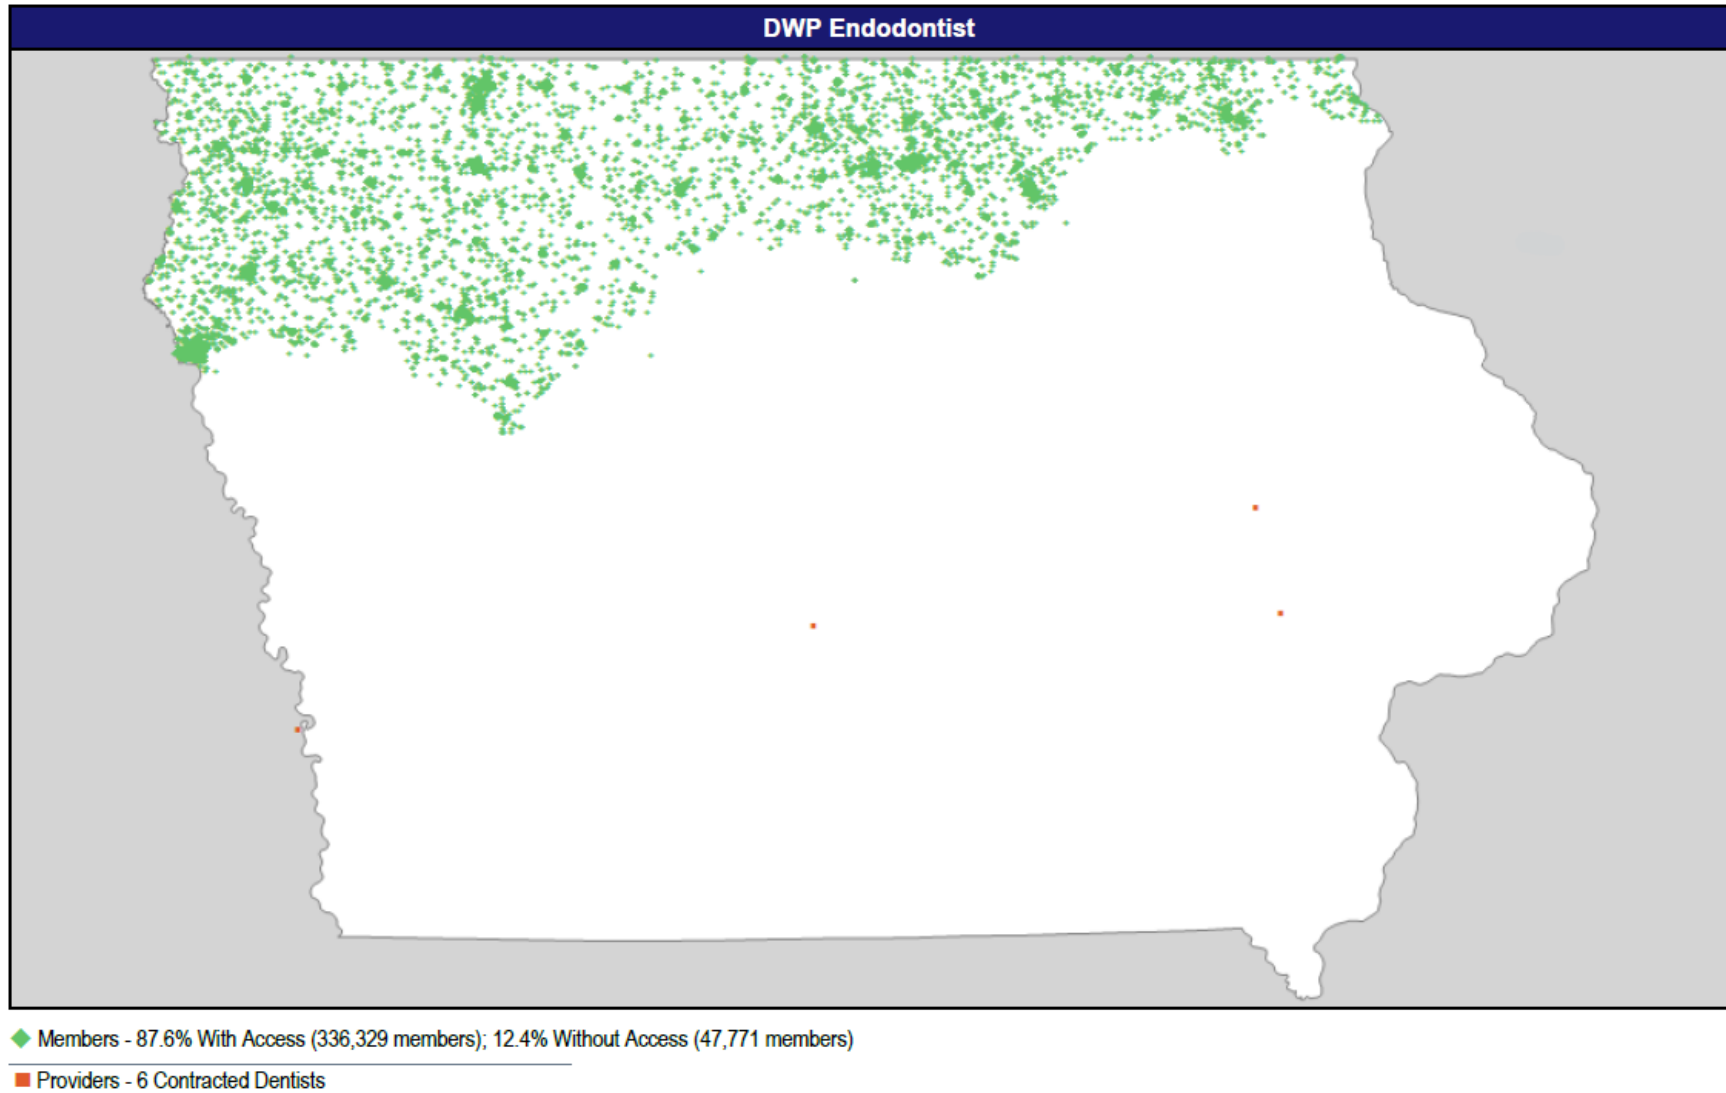 DWP Endodontist
Members - 87.6% With Access (336,329 members); 12.4% Without Access (47,771 members)
Providers - 6 Contracted Dentists